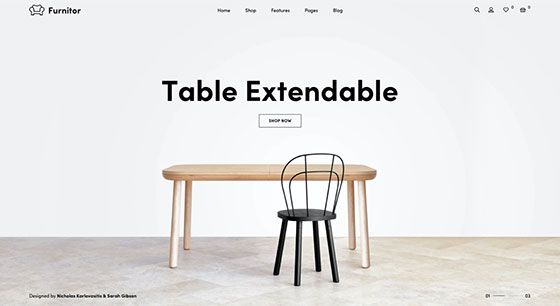 Furnitor
Home Shop Features Pages Blog
0 0
Table Extendable
SHOP NOW
Designed by Nicholas Karlovasitis & Sarah Gibson
01 03